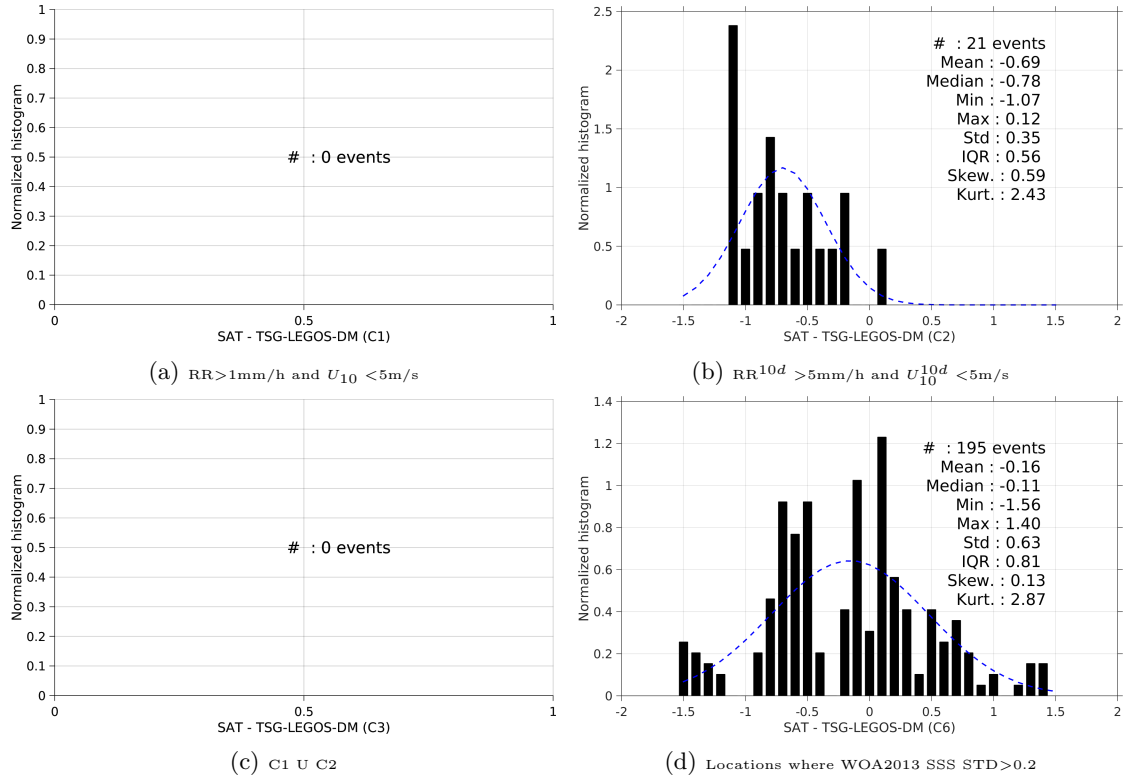 1
0.9
0.8
0.7
0.6
0.5
0.4
0.3
0.2
0.1
0
0
0.5
1
Normalized histogram
# : 0 events
SAT - TSG-LEGOS-DM (C1)
(a) RR>1mm/h and U10 <5m/s
2.5
2
1.5
1
0.5
0
-2
-1.5
-1
-0.5
0
0.5
1
1.5
2
Normalized histogram
# : 21 events
Mean : -0.69
Median : -0.78
Min : -1.07
Max : 0.12
Std : 0.35
IQR : 0.56
Skew. : 0.59
Kurt. : 2.43
SAT - TSG-LEGOS-DM (C2)
(b) RR10d >5mm/h and U10d10 <5m/s
1
0.9
0.8
0.7
0.6
0.5
0.4
0.3
0.2
0.1
0
0
0.5
1
Normalized histogram
# : 0 events
SAT - TSG-LEGOS-DM (C3)
(c) C1 U C2
1.4
1.2
1
0.8
0.6
0.4
0.2
0
-2
-1.5
-1
-0.5
0
0.5
1
1.5
2
Normalized histogram
# : 195 events
Mean : -0.16
Median : -0.11
Min : -1.56
Max : 1.40
Std : 0.63
IQR : 0.81
Skew. : 0.13
Kurt. : 2.87
SAT - TSG-LEGOS-DM (C6)
(d) Locations where WOA2013 SSS STD>0.2